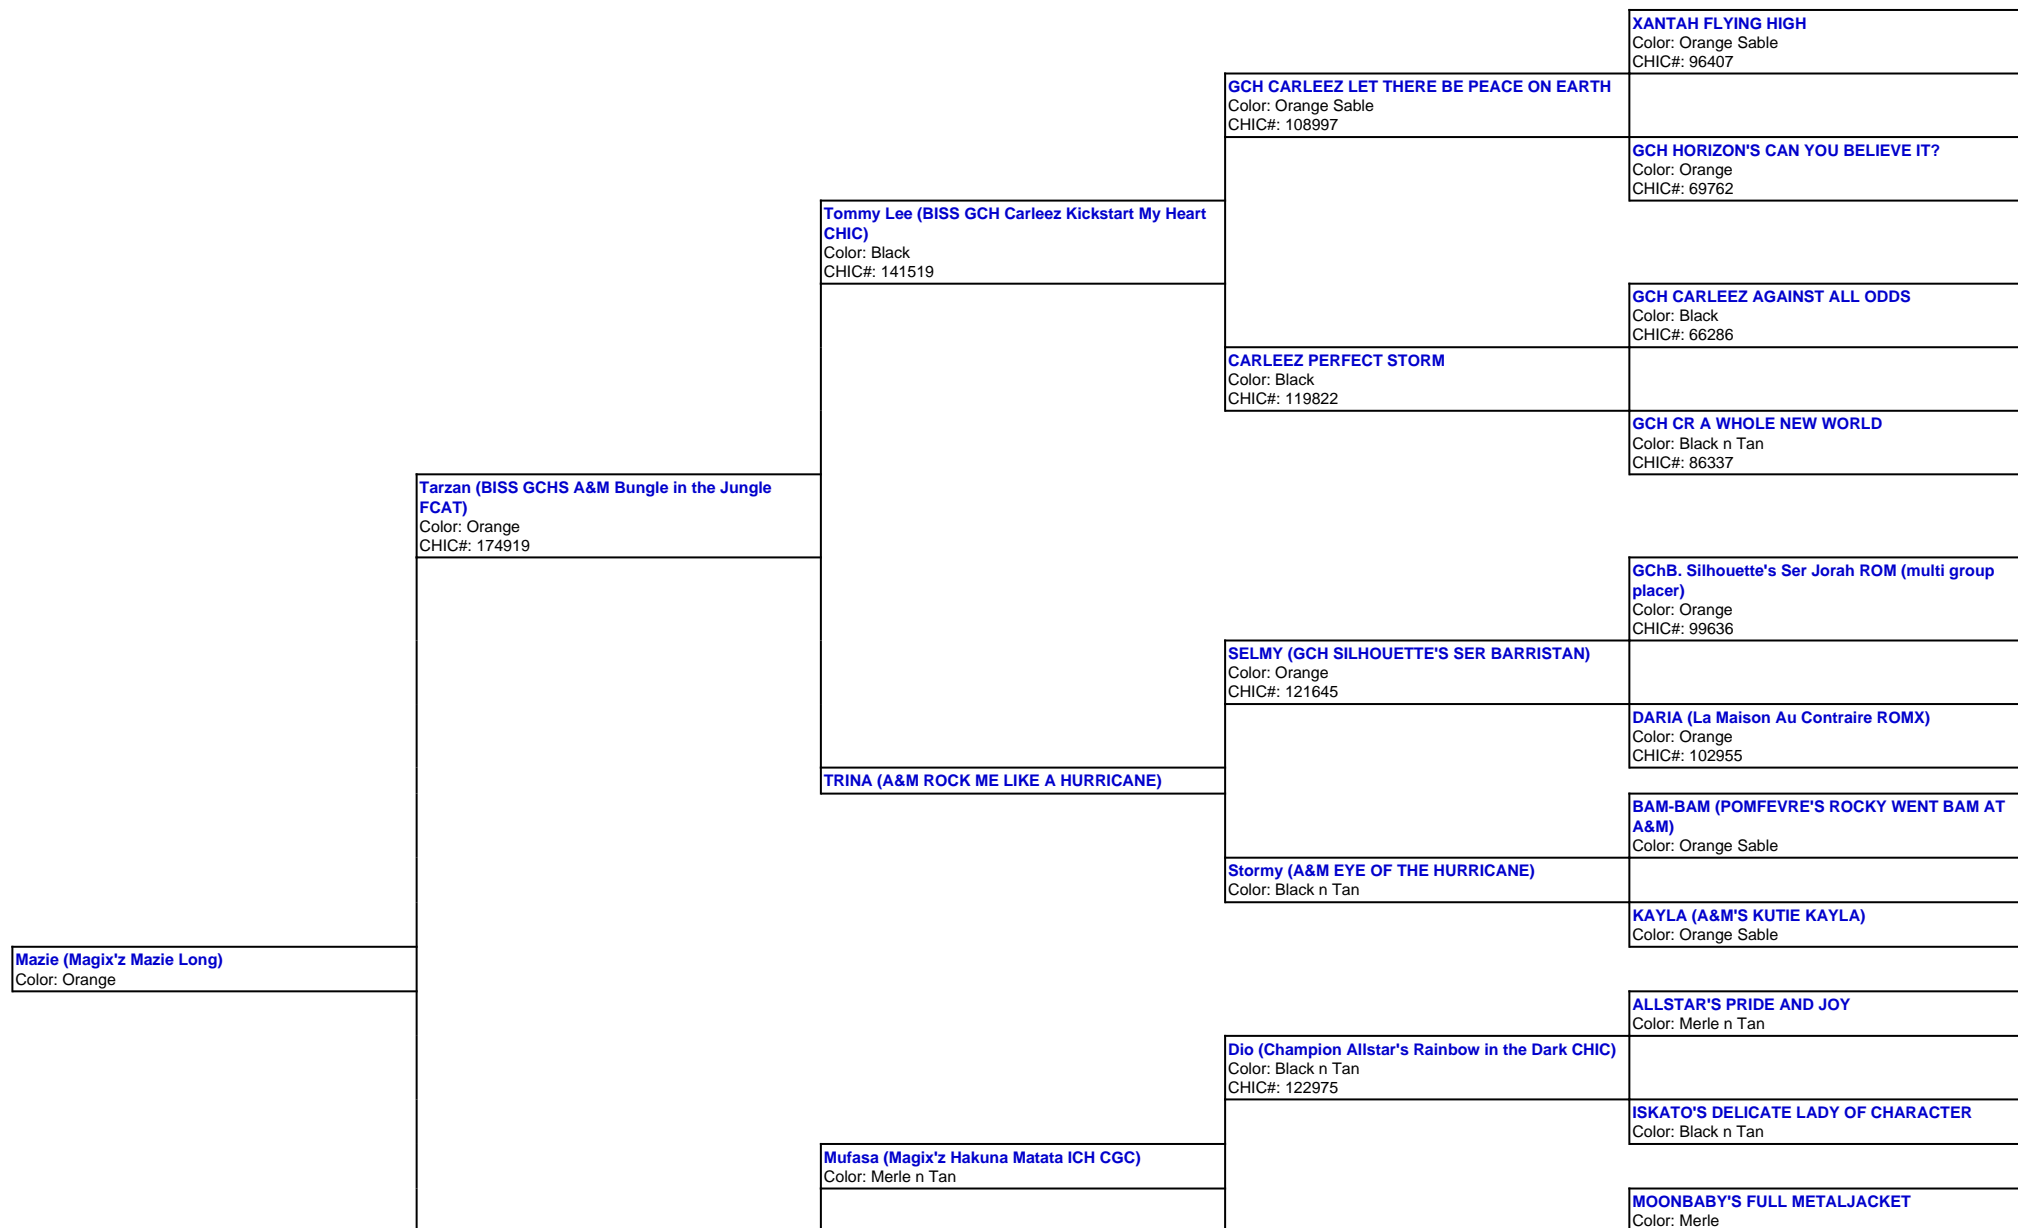 XANTAH FLYING HIGH
Color: Orange Sable
CHIC#: 96407
GCH CARLEEZ LET THERE BE PEACE ON EARTH
Color: Orange Sable
CHIC#: 108997
GCH HORIZON'S CAN YOU BELIEVE IT?
Color: Orange
CHIC#: 69762
Tommy Lee (BISS GCH Carleez Kickstart My Heart
CHIC)
Color: Black
CHIC#: 141519
GCH CARLEEZ AGAINST ALL ODDS
Color: Black
CHIC#: 66286
CARLEEZ PERFECT STORM
Color: Black
CHIC#: 119822
GCH CR A WHOLE NEW WORLD
Color: Black n Tan
CHIC#: 86337
Tarzan (BISS GCHS A&M Bungle in the Jungle
FCAT)
Color: Orange
CHIC#: 174919
GChB. Silhouette's Ser Jorah ROM (multi group
placer)
Color: Orange
CHIC#: 99636
SELMY (GCH SILHOUETTE'S SER BARRISTAN)
Color: Orange
CHIC#: 121645
DARIA (La Maison Au Contraire ROMX)
Color: Orange
CHIC#: 102955
TRINA (A&M ROCK ME LIKE A HURRICANE)
BAM-BAM (POMFEVRE'S ROCKY WENT BAM AT
A&M)
Color: Orange Sable
Stormy (A&M EYE OF THE HURRICANE)
Color: Black n Tan
KAYLA (A&M'S KUTIE KAYLA)
Color: Orange Sable
Mazie (Magix'z Mazie Long)
Color: Orange
ALLSTAR'S PRIDE AND JOY
Color: Merle n Tan
Dio (Champion Allstar's Rainbow in the Dark CHIC)
Color: Black n Tan
CHIC#: 122975
ISKATO'S DELICATE LADY OF CHARACTER
Color: Black n Tan
Mufasa (Magix'z Hakuna Matata ICH CGC)
Color: Merle n Tan
MOONBABY'S FULL METALJACKET
Color: Merle